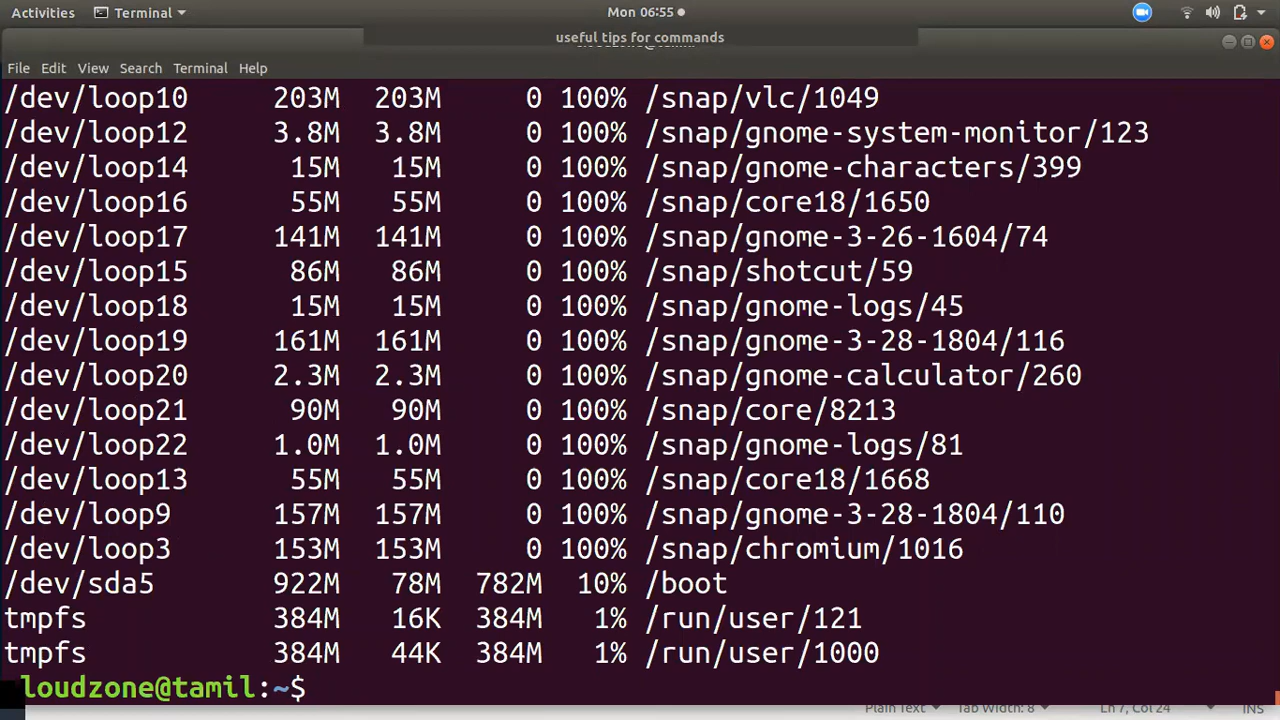 Activities Terminal Mon 06:55
useful tips for commands
File Edit View Search Terminal Help
/dev/loop10 203M 203M 0 100% /snap/vlc/1049
/dev/loop12 3.8M 3.8M 0 100% /snap/gnome-system-monitor/123
/dev/loop14 15M 15M 0 100% /snap/gnome-characters/399
/dev/loop16 55M 55M 0 100% /snap/core18/1650
/dev/loop17 141M 141M 0 100% /snap/gnome-3-26-1604/74
/dev/loop15 86M 86M 0 100% /snap/shotcut/59
/dev/loop18 15M 15M 0 100% /snap/gnome-logs/45
/dev/loop19 161M 161M 0 100% /snap/gnome-3-28-1804/116
/dev/loop20 2.3M 2.3M 0 100% /snap/gnome-calculator/260
/dev/loop21 90M 90M 0 100% /snap/core/8213
/dev/loop22 1.0M 1.0M 0 100% /snap/gnome-logs/81
/dev/loop13 55M 55M 0 100% /snap/core18/1668
/dev/loop9 157M 157M 0 100% /snap/gnome-3-28-1804/110
/dev/loop3 153M 153M 0 100% /snap/chromium/1016
/dev/sda5 922M 78M 782M 10% /boot
tmpfs 384M 16K 384M 1% /run/user/121
tmpfs 384M 44K 384M 1% /run/user/1000
loudzone@tamil:~$
Plain Text Tab Width: 8 Ln 7, Col 24 INS